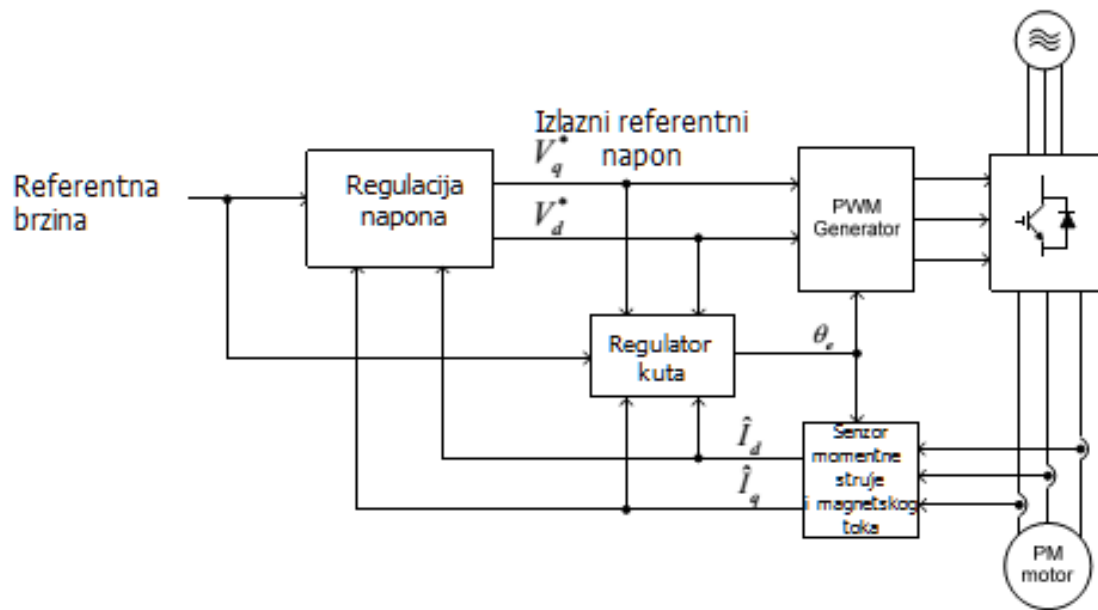 Izlazni referentni
napon
Referentna
brzina
Regulacija
napona
V*q
V*d
PWM
Generator
Regulator
kuta
θe
Îd
Îq
Senzor
momentne
struje
i magnetskog
toka
PM
motor